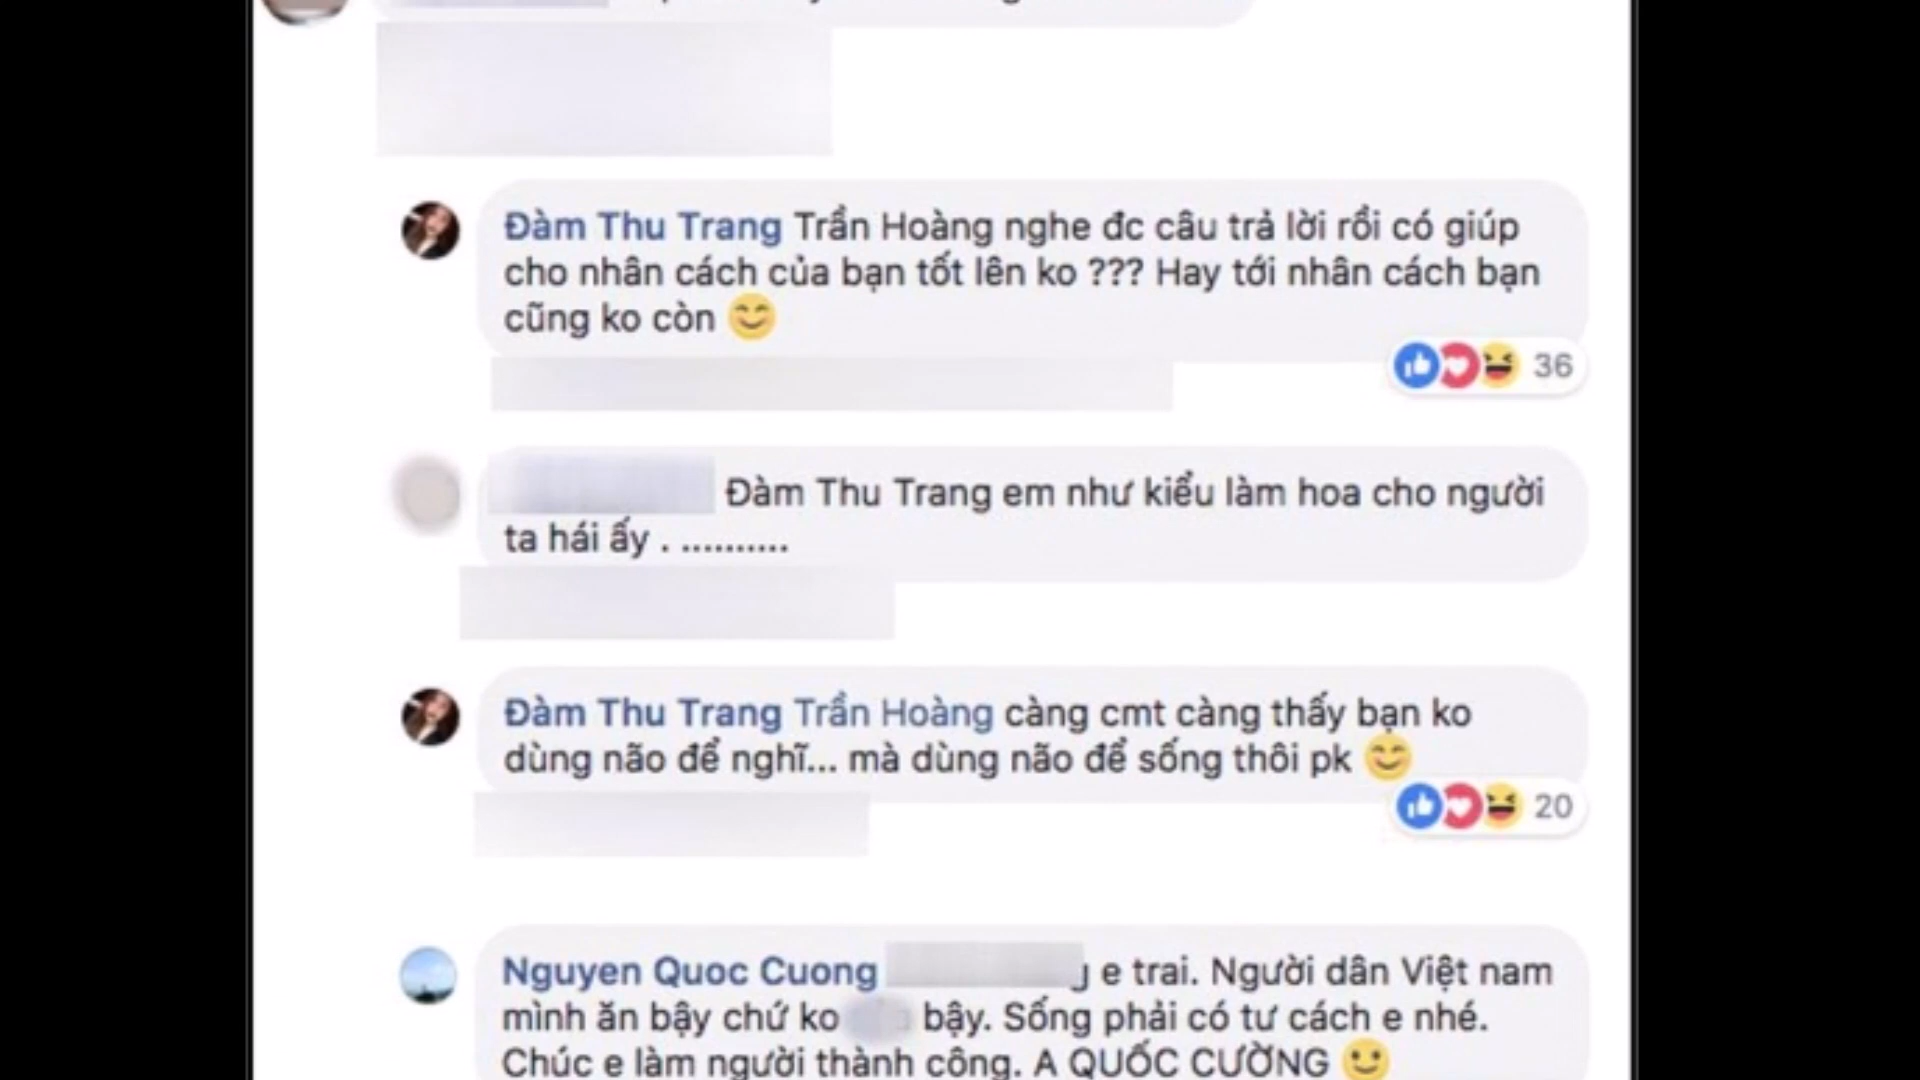 Đàm Thu Trang Trần Hoàng nghe đc câu trả lời rồi có giúp
cho nhân cách của bạn tốt lên ko ??? Hay tới nhân cách bạn
cũng ko còn 😊
36
Đàm Thu Trang em như kiểu làm hoa cho người
ta hái ấy . ..........
Đàm Thu Trang Trần Hoàng càng cmt càng thấy bạn ko
dùng não để nghĩ... mà dùng não để sống thôi pk 😊
20
Nguyen Quoc Cuong e trai. Người dân Việt nam
mình ăn bậy chứ ko bậy. Sống phải có tư cách e nhé.
Chúc e làm người thành công. A QUỐC CƯỜNG 🙂